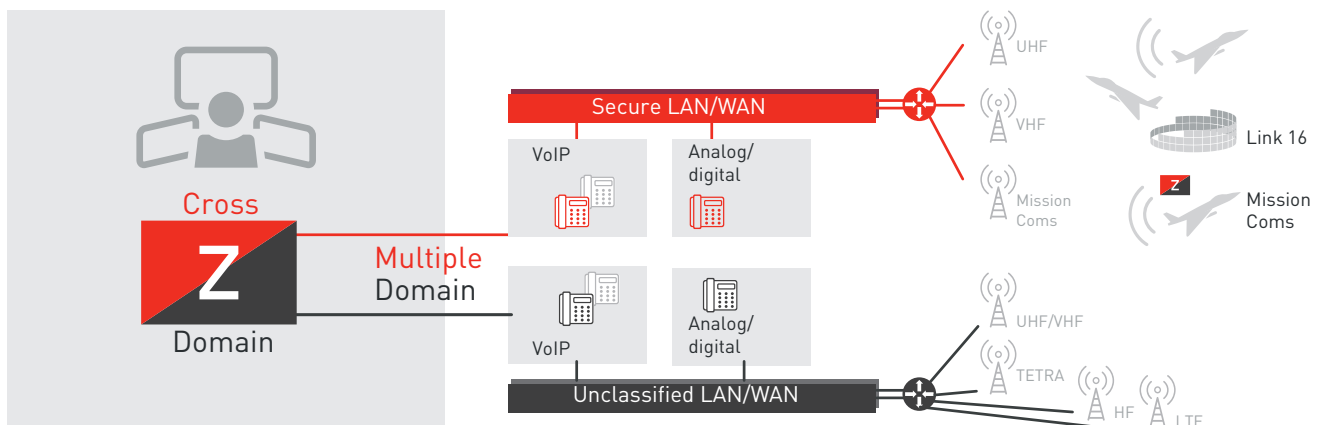 Cross
Z
Domain
Multiple
Domain
Secure LAN/WAN
VoIP
Analog/
digital
VoIP
Analog/
digital
Unclassified LAN/WAN
UHF
VHF
Mission
Coms
Link 16
Z
Mission
Coms
UHF/VHF
TETRA
HF
LTE